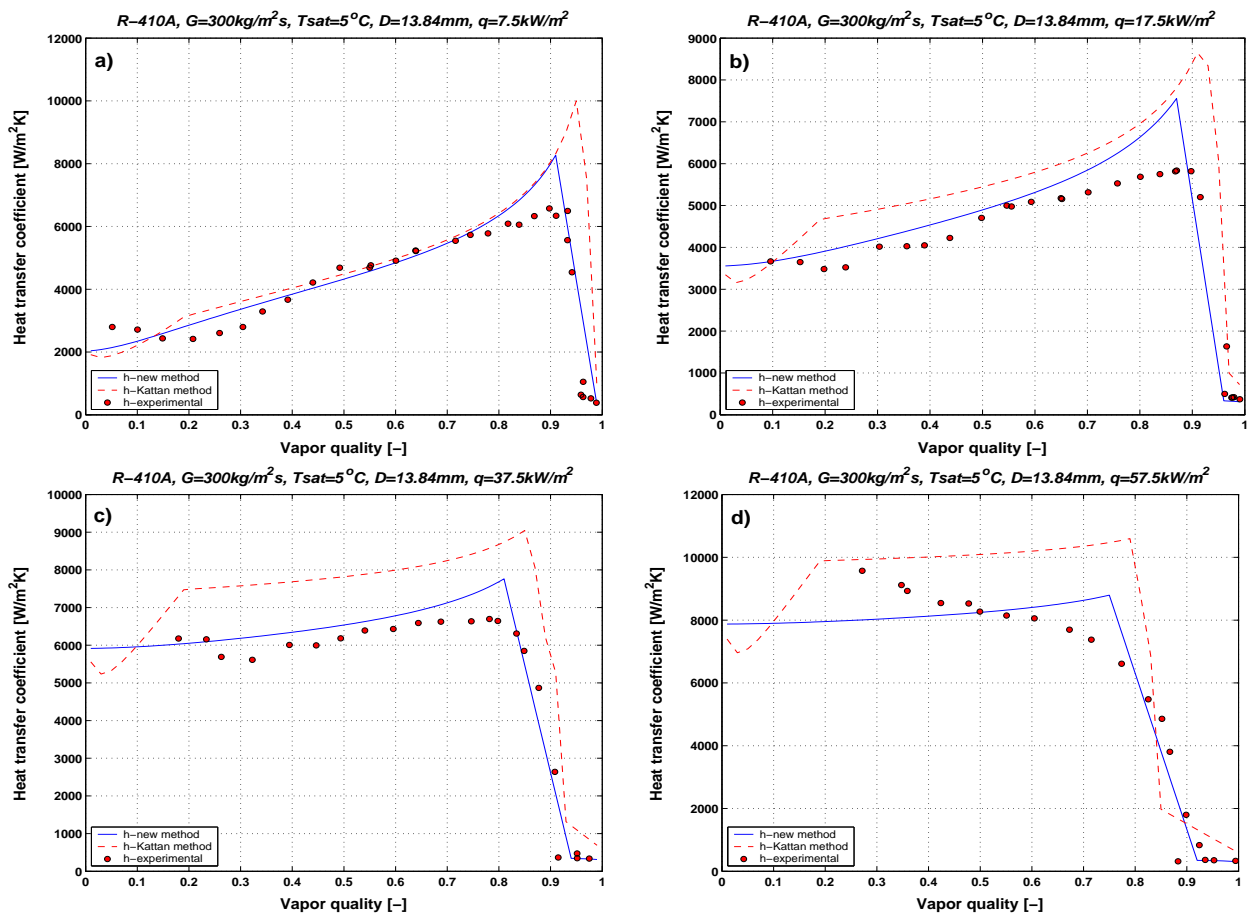 R−410A, G=300kg/m²s, Tsat=5°C, D=13.84mm, q=7.5kW/m²
a)
12000
10000
8000
6000
4000
2000
0
Heat transfer coefficient [W/m²K]
h−new method
h−Kattan method
h−experimental
0 0.1 0.2 0.3 0.4 0.5 0.6 0.7 0.8 0.9 1
Vapor quality [−]
R−410A, G=300kg/m²s, Tsat=5°C, D=13.84mm, q=17.5kW/m²
b)
9000
8000
7000
6000
5000
4000
3000
2000
1000
0
Heat transfer coefficient [W/m²K]
h−new method
h−Kattan method
h−experimental
0 0.1 0.2 0.3 0.4 0.5 0.6 0.7 0.8 0.9 1
Vapor quality [−]
R−410A, G=300kg/m²s, Tsat=5°C, D=13.84mm, q=37.5kW/m²
c)
10000
9000
8000
7000
6000
5000
4000
3000
2000
1000
0
Heat transfer coefficient [W/m²K]
h−new method
h−Kattan method
h−experimental
0 0.1 0.2 0.3 0.4 0.5 0.6 0.7 0.8 0.9 1
Vapor quality [−]
R−410A, G=300kg/m²s, Tsat=5°C, D=13.84mm, q=57.5kW/m²
d)
12000
10000
8000
6000
4000
2000
0
Heat transfer coefficient [W/m²K]
h−new method
h−Kattan method
h−experimental
0 0.1 0.2 0.3 0.4 0.5 0.6 0.7 0.8 0.9 1
Vapor quality [−]